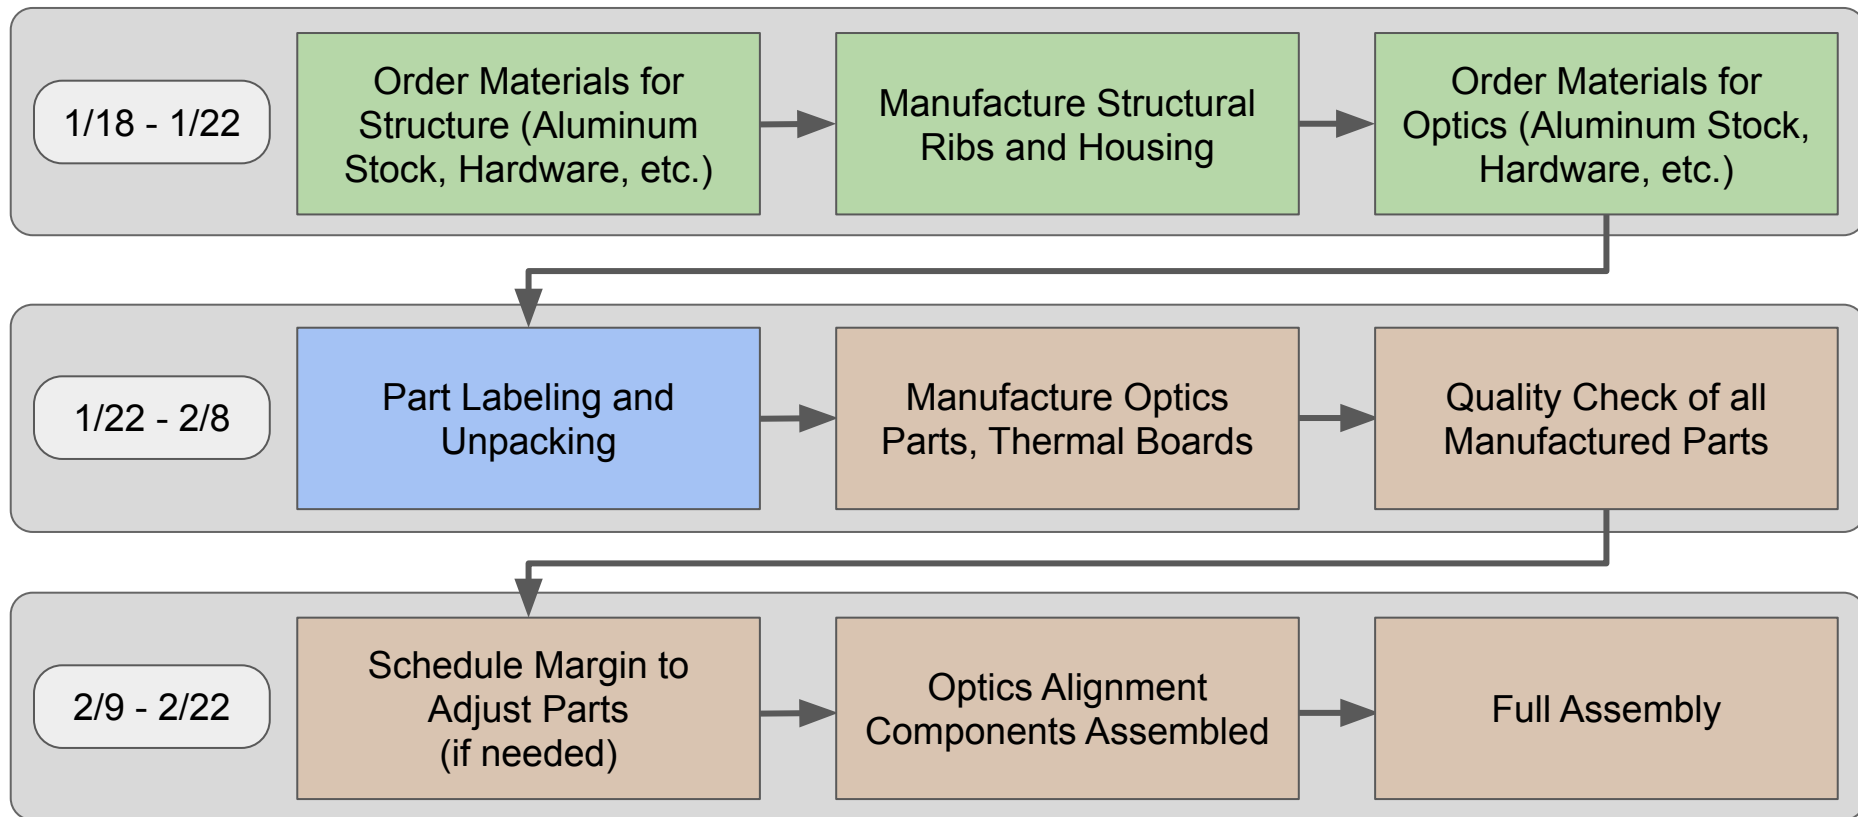 1/18 - 1/22
Order Materials for
Structure (Aluminum
Stock, Hardware, etc.)
Manufacture Structural
Ribs and Housing
Order Materials for
Optics (Aluminum Stock,
Hardware, etc.)
1/22 - 2/8
Part Labeling and
Unpacking
Manufacture Optics
Parts, Thermal Boards
Quality Check of all
Manufactured Parts
2/9 - 2/22
Schedule Margin to
Adjust Parts
(if needed)
Optics Alignment
Components Assembled
Full Assembly